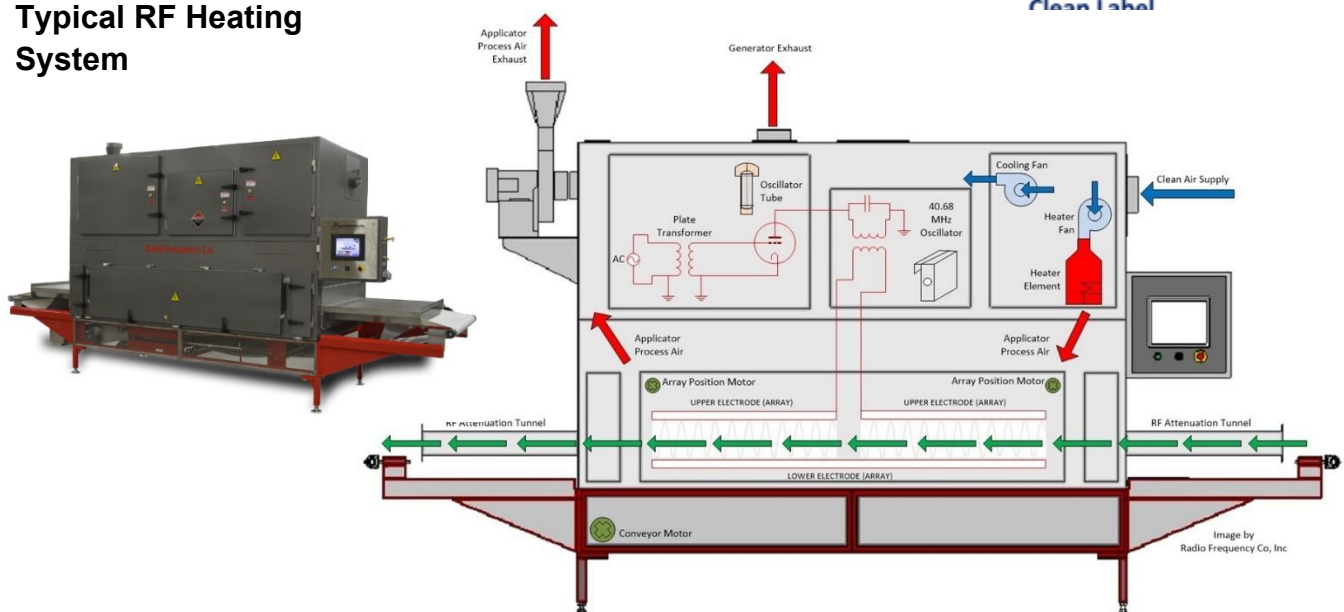 Typical RF Heating
System
Clean Label
Applicator
Process Air
Exhaust
Generator Exhaust
Cooling Fan
Clean Air Supply
Oscillator
Tube
Plate
Transformer
AC
40.68
MHz
Oscillator
Heater
Fan
Heater
Element
Radio Frequency Co.
Applicator
Process Air
Applicator
Process Air
Array Position Motor
Array Position Motor
UPPER ELECTRODE (ARRAY)
UPPER ELECTRODE (ARRAY)
RF Attenuation Tunnel
RF Attenuation Tunnel
LOWER ELECTRODE (ARRAY)
Conveyor Motor
Image by
Radio Frequency Co, Inc